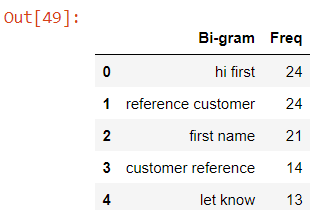 Out[49]:
Bi-gram Freq
0 hi first 24
1 reference customer 24
2 first name 21
3 customer reference 14
4 let know 13